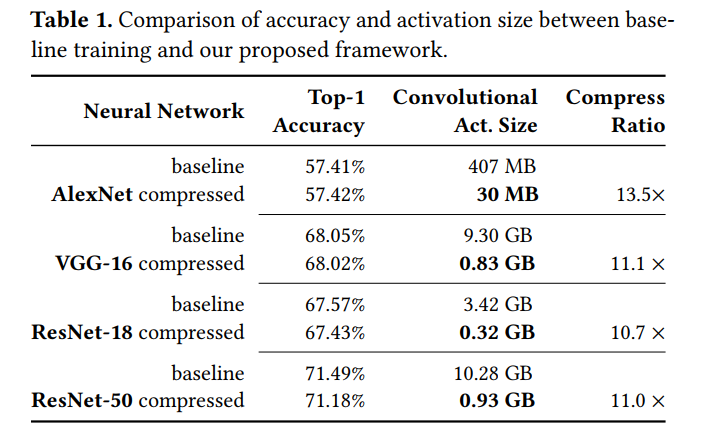 Table 1. Comparison of accuracy and activation size between base-
line training and our proposed framework.
Neural Network Top-1 Accuracy Convolutional Act. Size Compress Ratio
baseline 57.41% 407 MB
AlexNet compressed 57.42% 30 MB 13.5×
baseline 68.05% 9.30 GB
VGG-16 compressed 68.02% 0.83 GB 11.1 ×
baseline 67.57% 3.42 GB
ResNet-18 compressed 67.43% 0.32 GB 10.7 ×
baseline 71.49% 10.28 GB
ResNet-50 compressed 71.18% 0.93 GB 11.0 ×